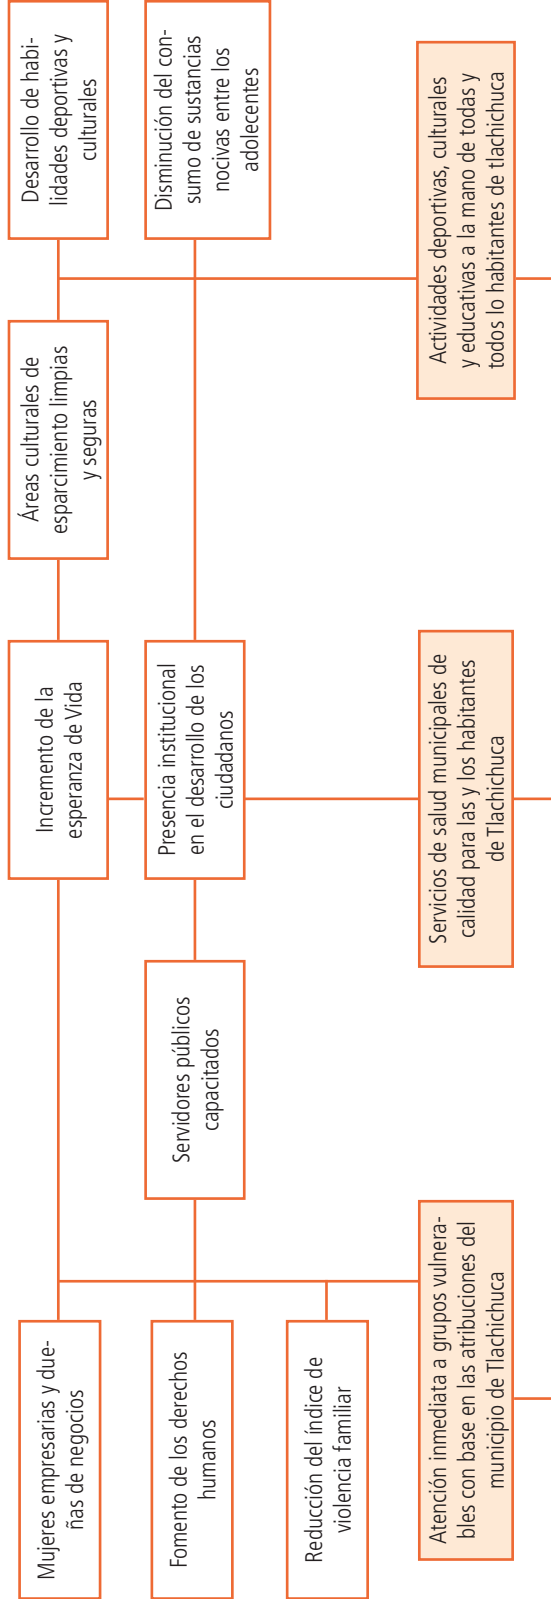 Mujeres empresarias y due-
ñas de negocios
Incremento de la
esperanza de Vida
Áreas culturales de
esparcimiento limpias
y seguras
Desarrollo de habi-
lidades deportivas y
culturales
Fomento de los derechos
humanos
Servidores públicos
capacitados
Presencia institucional
en el desarrollo de los
ciudadanos
Disminución del con-
sumo de sustancias
nocivas entre los
adolecentes
Reducción del índice de
violencia familiar
Atención inmediata a grupos vulnera-
bles con base en las atribuciones del
municipio de Tlachichuca
Servicios de salud municipales de
calidad para las y los habitantes
de Tlachichuca
Actividades deportivas, culturales
y educativas a la mano de todas y
todos lo habitantes de tlachichuca